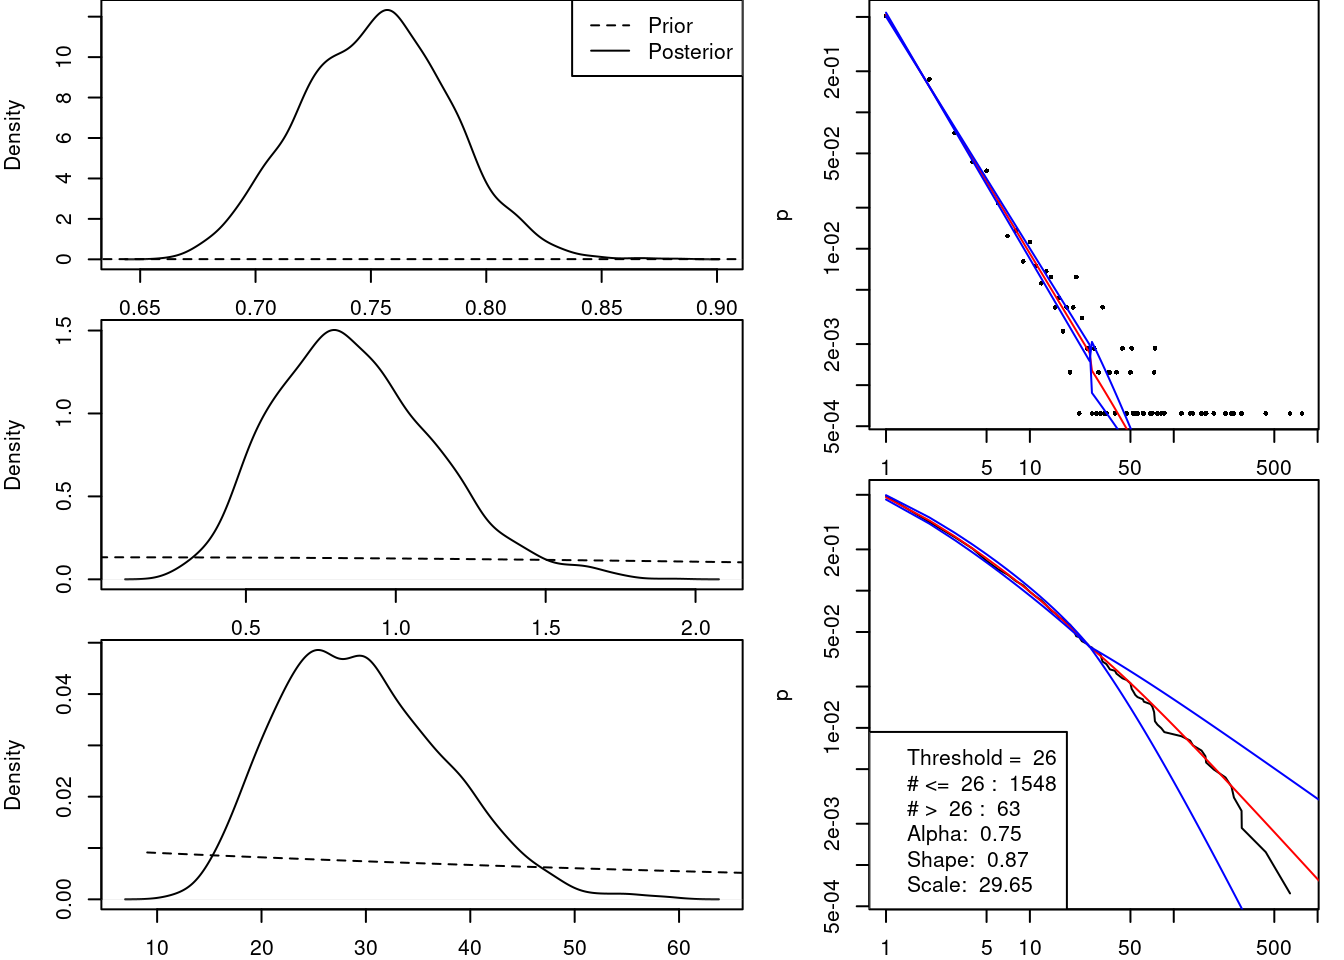 Density
0 2 4 6 8 10
Prior
Posterior
0.65 0.70 0.75 0.80 0.85 0.90
Density
0.0 0.5 1.0 1.5
0.5 1.0 1.5 2.0
Density
0.00 0.02 0.04
10 20 30 40 50 60
p
5e-04 2e-03 1e-02 5e-02 2e-01
1 5 10 50 500
p
5e-04 2e-03 1e-02 5e-02 2e-01
Threshold = 26
# <= 26 : 1548
# > 26 : 63
Alpha: 0.75
Shape: 0.87
Scale: 29.65
1 5 10 50 500